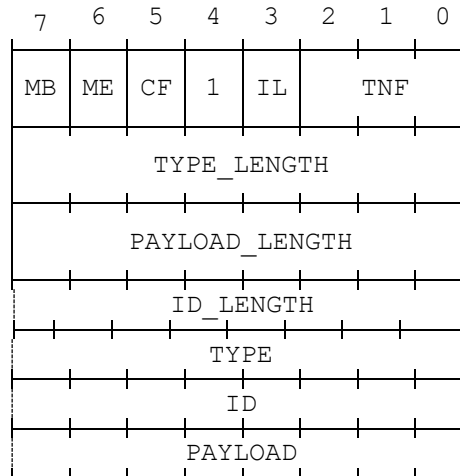 7 6 5 4 3 2 1 0
MB ME CF 1 IL TNF
TYPE_LENGTH
PAYLOAD_LENGTH
ID_LENGTH
TYPE
ID
PAYLOAD